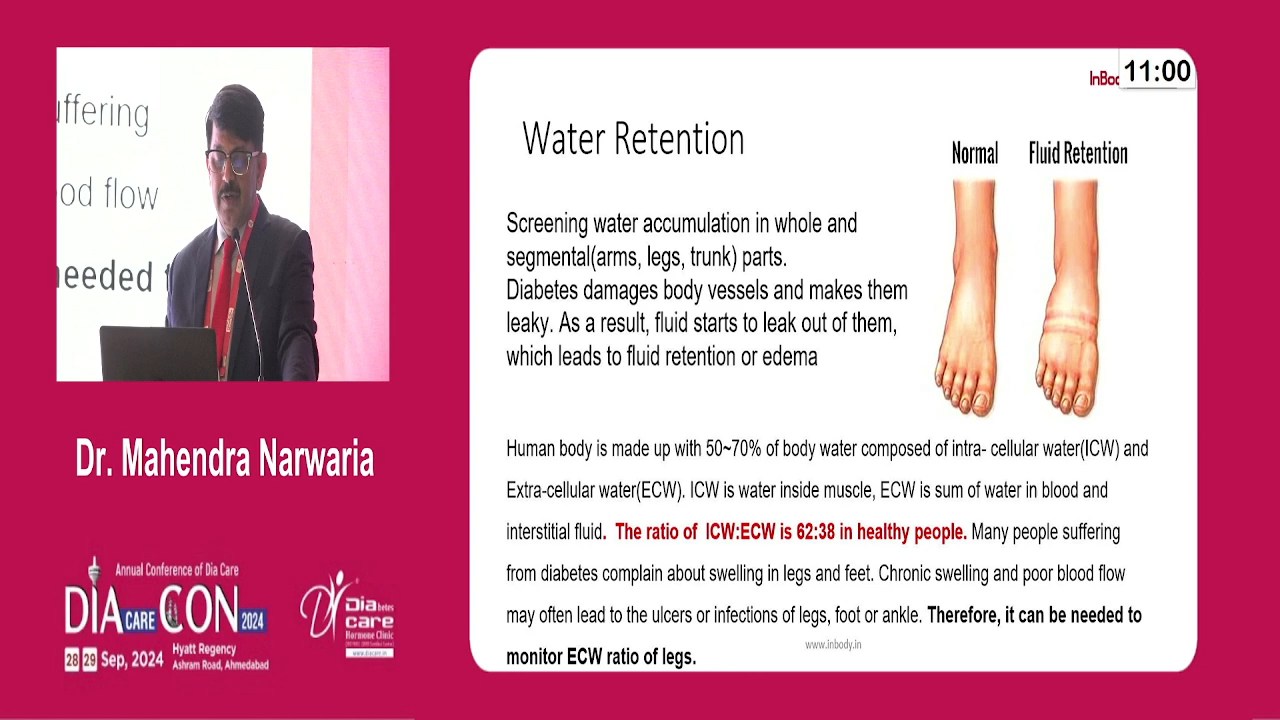 uffering
ood flow
needed t
Dr. Mahendra Narwaria
Annual Conference of Dia Care
DIA CARE CON 2024
28 29 Sep, 2024
Hyatt Regency
Ashram Road, Ahmedabad
Diabetes
care
Hormone Clinic
www.diacare.in
InBod
11:00
Water Retention
Normal
Fluid Retention
Screening water accumulation in whole and
segmental(arms, legs, trunk) parts.
Diabetes damages body vessels and makes them
leaky. As a result, fluid starts to leak out of them,
which leads to fluid retention or edema
Human body is made up with 50~70% of body water composed of intra- cellular water(ICW) and
Extra-cellular water(ECW). ICW is water inside muscle, ECW is sum of water in blood and
interstitial fluid. The ratio of ICW:ECW is 62:38 in healthy people. Many people suffering
from diabetes complain about swelling in legs and feet. Chronic swelling and poor blood flow
may often lead to the ulcers or infections of legs, foot or ankle. Therefore, it can be needed to
monitor ECW ratio of legs.
www.inbody.in